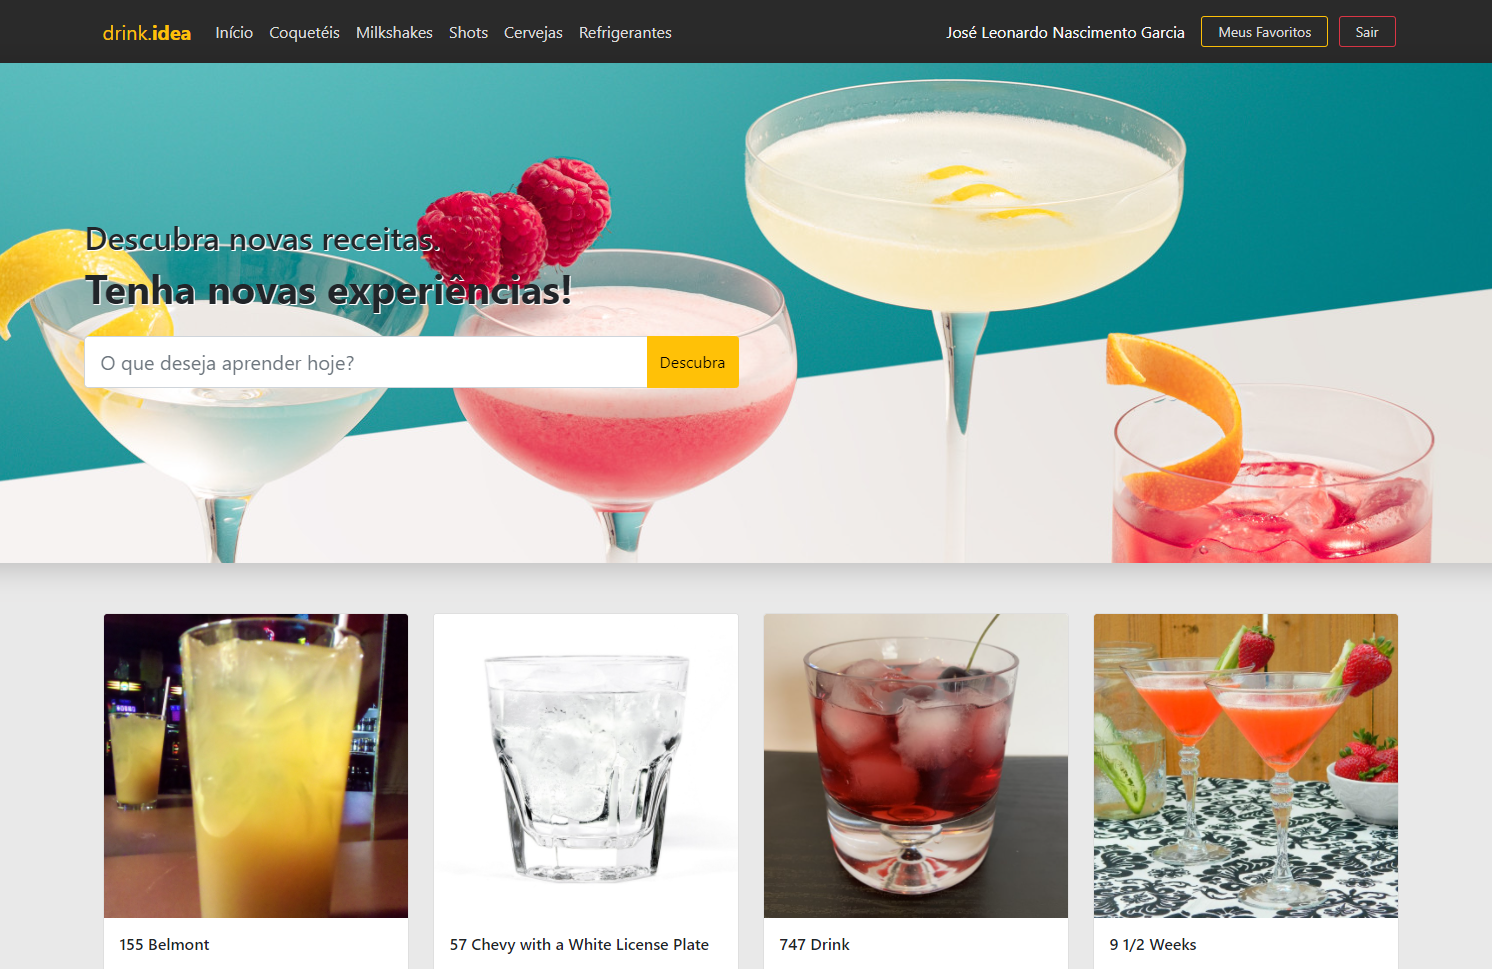 drink.idea Início Coquetéis Milkshakes Shots Cervejas Refrigerantes José Leonardo Nascimento Garcia Meus Favoritos Sair
Descubra novas receitas.
Tenha novas experiências!
O que deseja aprender hoje? Descubra
155 Belmont
57 Chevy with a White License Plate
747 Drink
9 1/2 Weeks